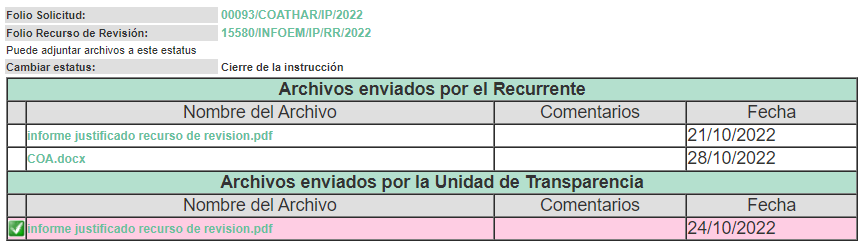 Folio Solicitud: 00093/COATHAR/IP/2022
Folio Recurso de Revisión: 15580/INFOEM/IP/RR/2022
Puede adjuntar archivos a este estatus
Cambiar estatus: Cierre de la instrucción
Archivos enviados por el Recurrente
Nombre del Archivo Comentarios Fecha
informe justificado recurso de revision.pdf 21/10/2022
COA.docx 28/10/2022
Archivos enviados por la Unidad de Transparencia
Nombre del Archivo Comentarios Fecha
informe justificado recurso de revision.pdf 24/10/2022